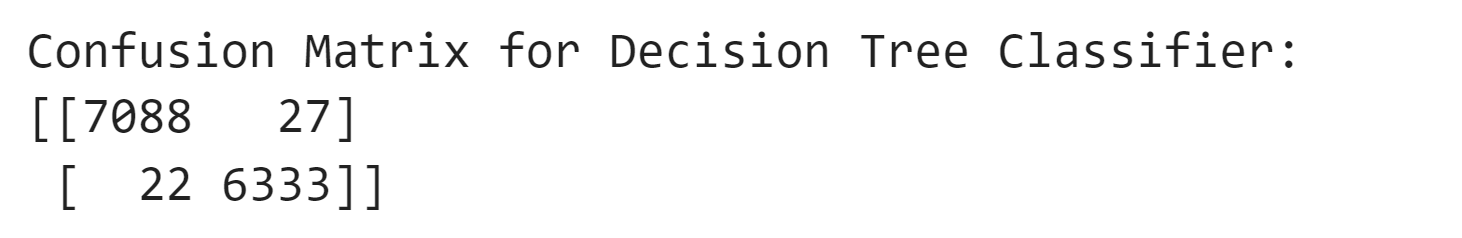 Confusion Matrix for Decision Tree Classifier:
[[7088   27]
 [  22 6333]]